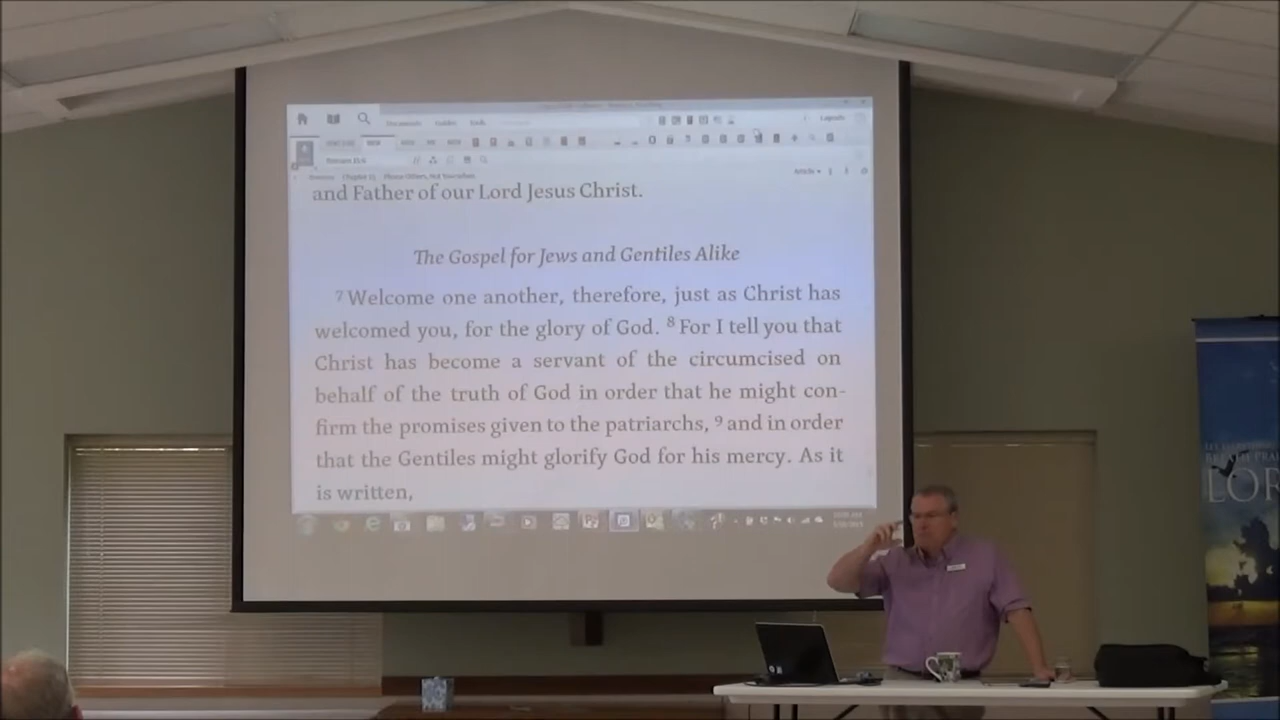 Logos
and Father of our Lord Jesus Christ.
The Gospel for Jews and Gentiles Alike
7 Welcome one another, therefore, just as Christ has
welcomed you, for the glory of God. 8 For I tell you that
Christ has become a servant of the circumcised on
behalf of the truth of God in order that he might con-
firm the promises given to the patriarchs, 9 and in order
that the Gentiles might glorify God for his mercy. As it
is written,
LOR